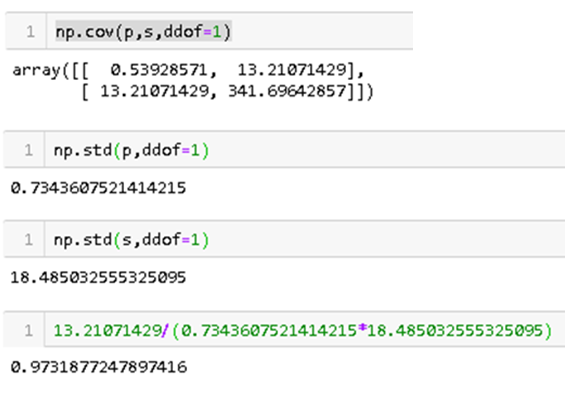 1 np.cov(p,s,ddof=1)
array([[ 0.53928571, 13.21071429],
[ 13.21071429, 341.69642857]])
1 np.std(p,ddof=1)
0.7343607521414215
1 np.std(s,ddof=1)
18.485032555325095
1 13.21071429/(0.7343607521414215*18.485032555325095)
0.9731877247897416